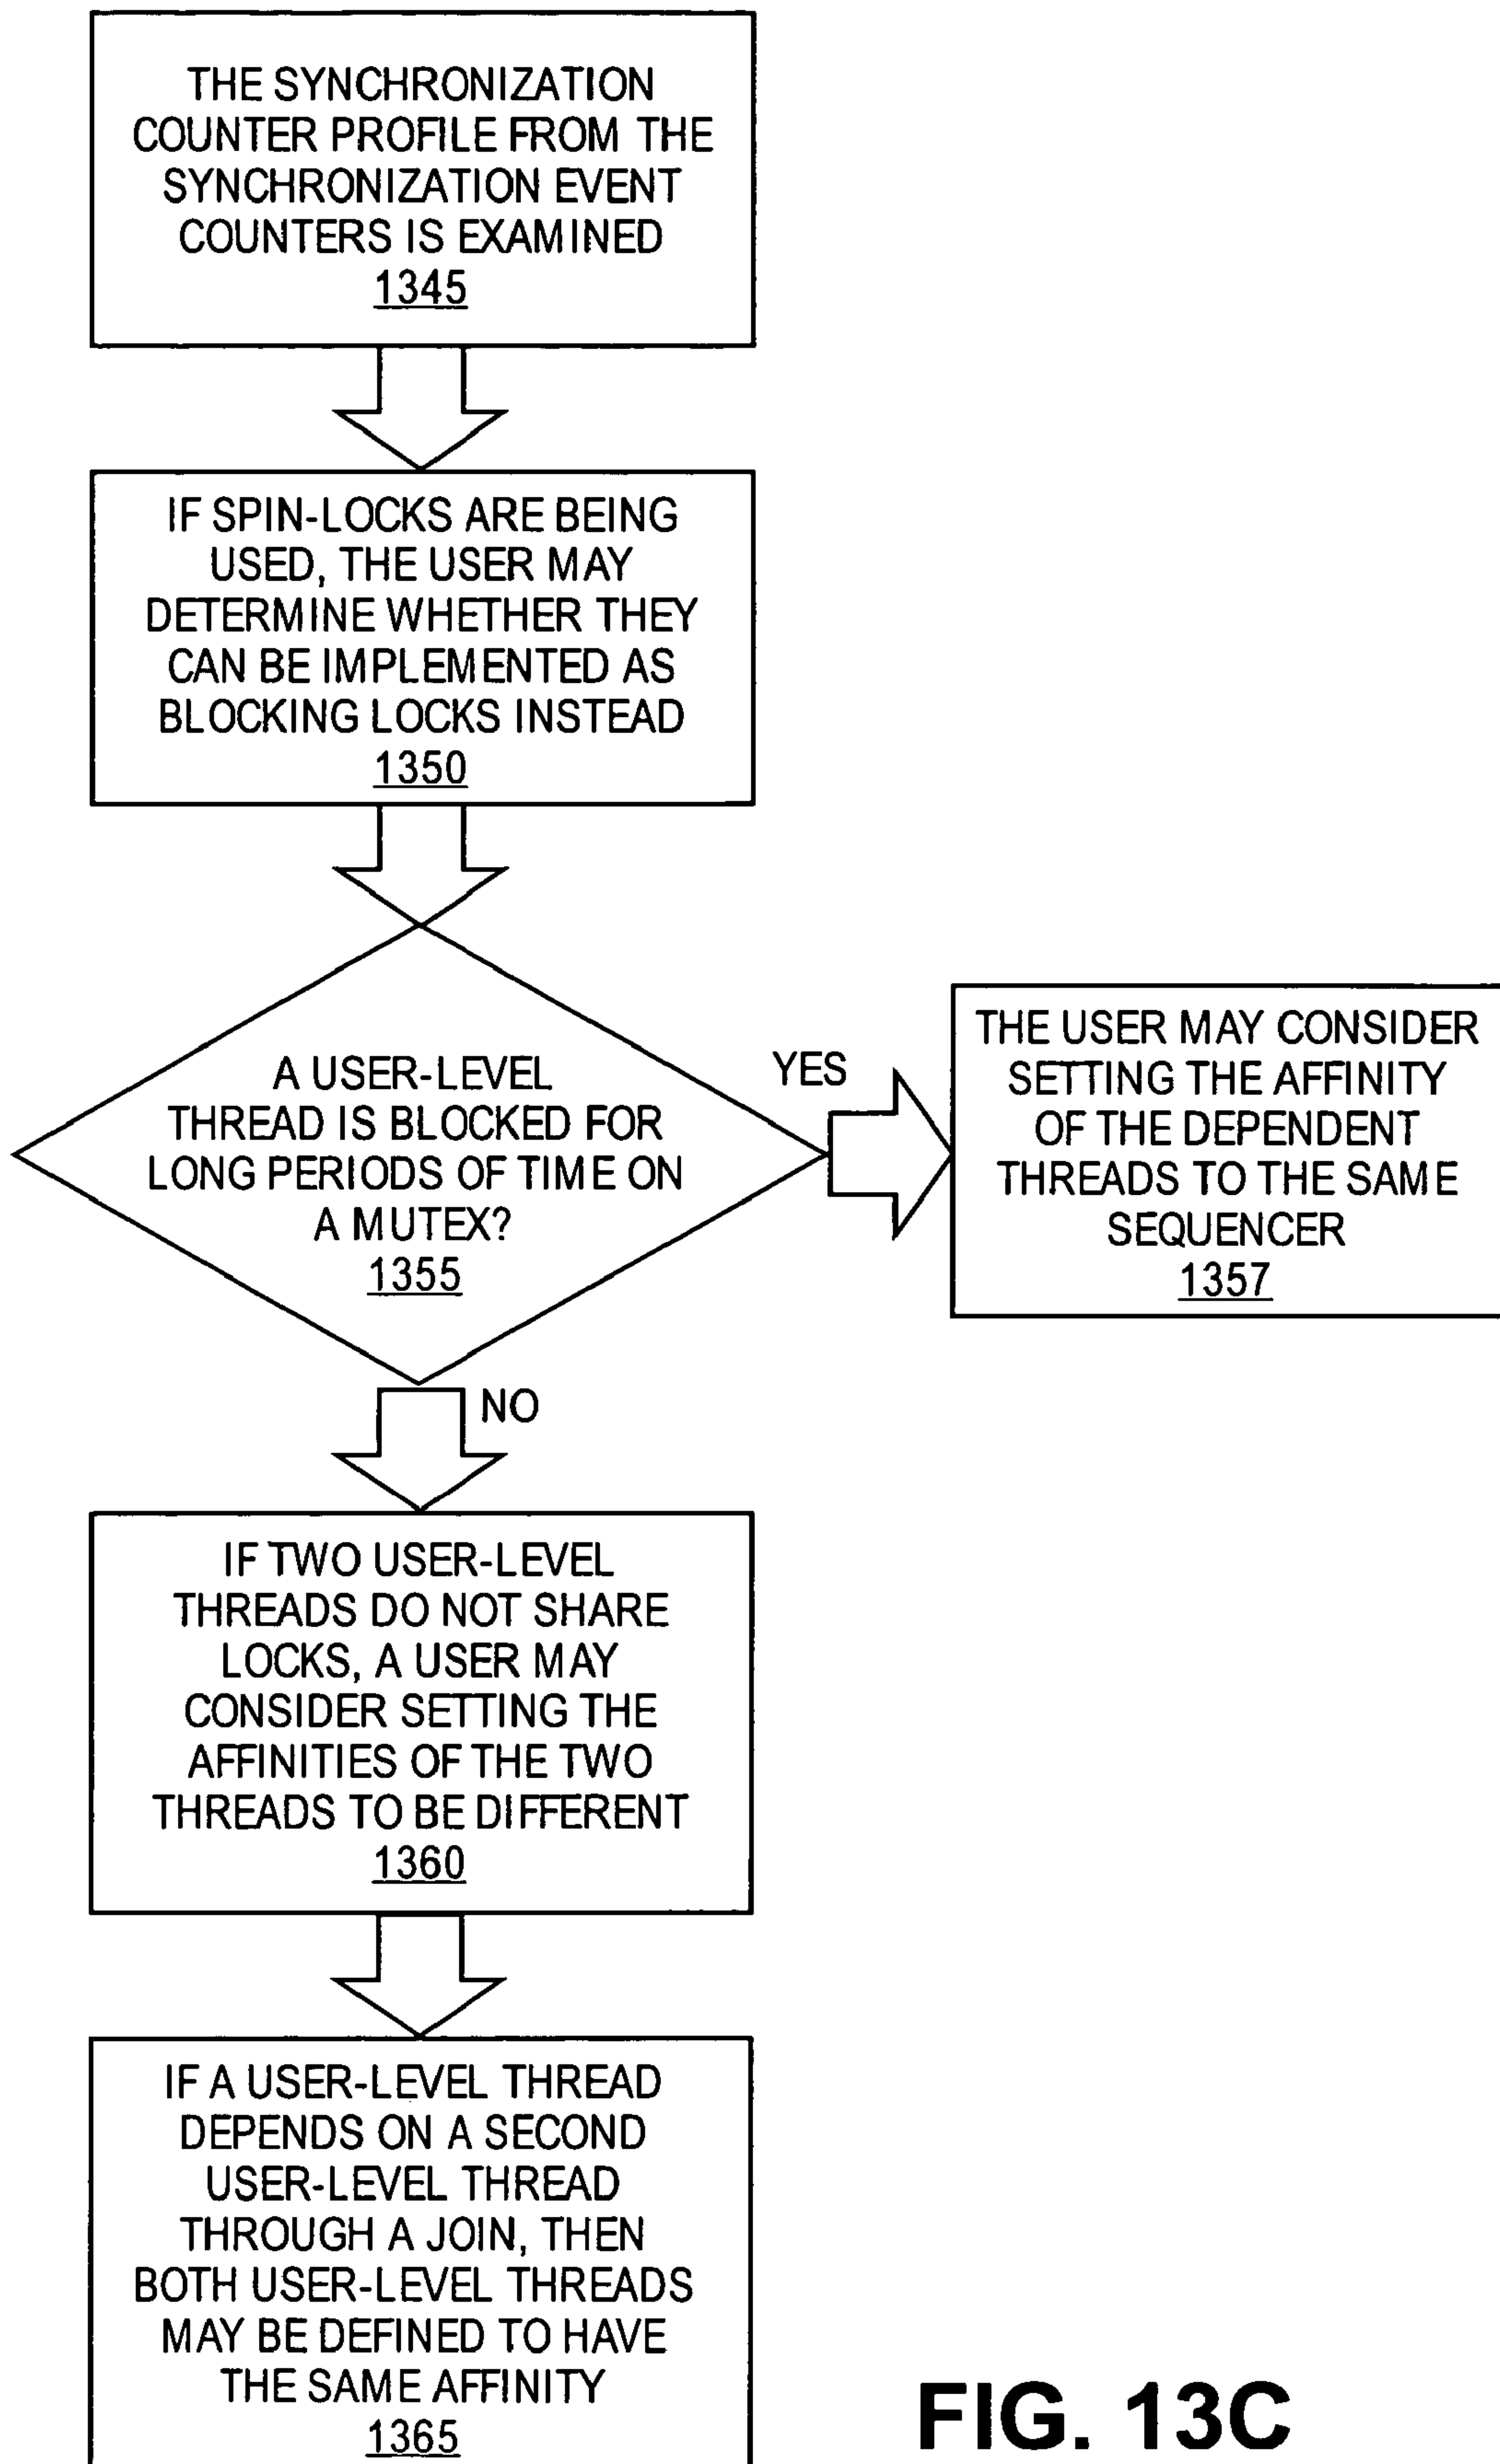 THE SYNCHRONIZATION
COUNTER PROFILE FROM THE
SYNCHRONIZATION EVENT
COUNTERS IS EXAMINED
1345
IF SPIN-LOCKS ARE BEING
USED, THE USER MAY
DETERMINE WHETHER THEY
CAN BE IMPLEMENTED AS
BLOCKING LOCKS INSTEAD
1350
A USER-LEVEL
THREAD IS BLOCKED FOR
LONG PERIODS OF TIME ON
A MUTEX?
1355
YES
THE USER MAY CONSIDER
SETTING THE AFFINITY
OF THE DEPENDENT
THREADS TO THE SAME
SEQUENCER
1357
NO
IF TWO USER-LEVEL
THREADS DO NOT SHARE
LOCKS, A USER MAY
CONSIDER SETTING THE
AFFINITIES OF THE TWO
THREADS TO BE DIFFERENT
1360
IF A USER-LEVEL THREAD
DEPENDS ON A SECOND
USER-LEVEL THREAD
THROUGH A JOIN, THEN
BOTH USER-LEVEL THREADS
MAY BE DEFINED TO HAVE
THE SAME AFFINITY
1365
FIG. 13C